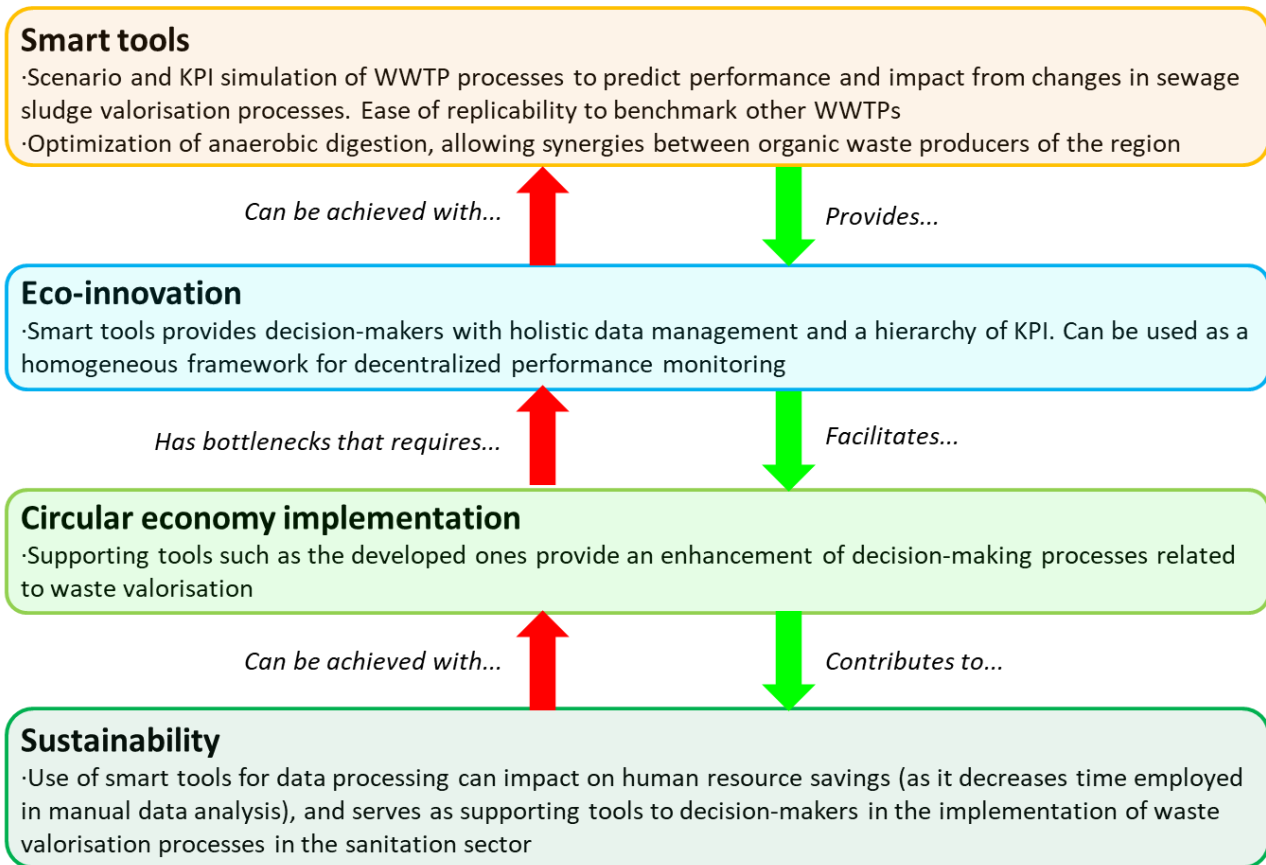 Smart tools
·Scenario and KPI simulation of WWTP processes to predict performance and impact from changes in sewage
sludge valorisation processes. Ease of replicability to benchmark other WWTPs
·Optimization of anaerobic digestion, allowing synergies between organic waste producers of the region
Can be achieved with...
Provides...
Eco-innovation
·Smart tools provides decision-makers with holistic data management and a hierarchy of KPI. Can be used as a
homogeneous framework for decentralized performance monitoring
Has bottlenecks that requires...
Facilitates...
Circular economy implementation
·Supporting tools such as the developed ones provide an enhancement of decision-making processes related
to waste valorisation
Can be achieved with...
Contributes to...
Sustainability
·Use of smart tools for data processing can impact on human resource savings (as it decreases time employed
in manual data analysis), and serves as supporting tools to decision-makers in the implementation of waste
valorisation processes in the sanitation sector